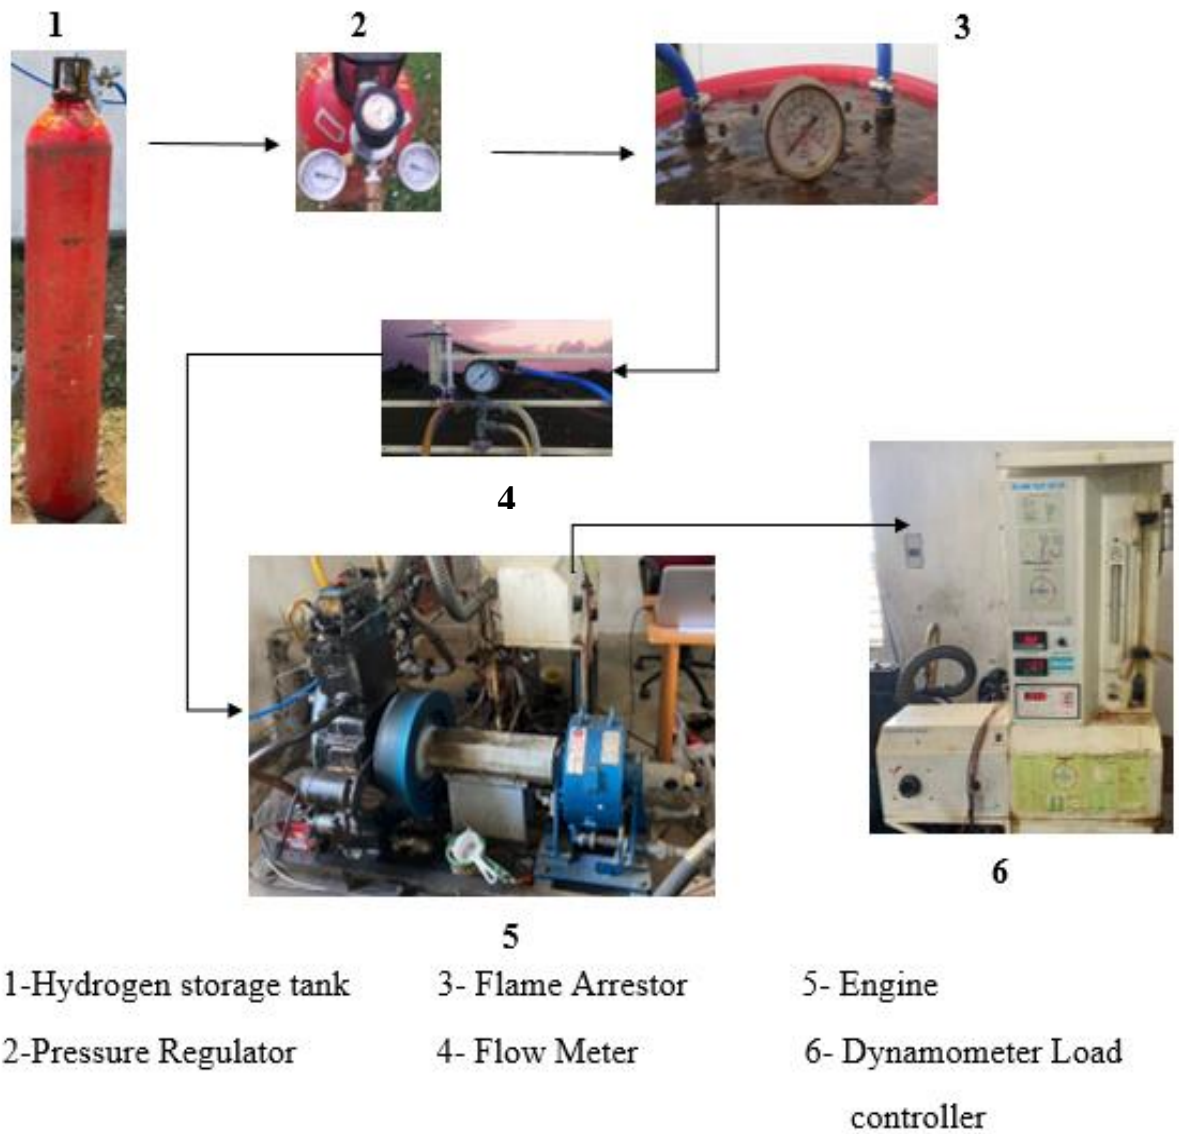 1
2
3
4
5
6
1-Hydrogen storage tank
3- Flame Arrestor
5- Engine
2-Pressure Regulator
4- Flow Meter
6- Dynamometer Load
controller